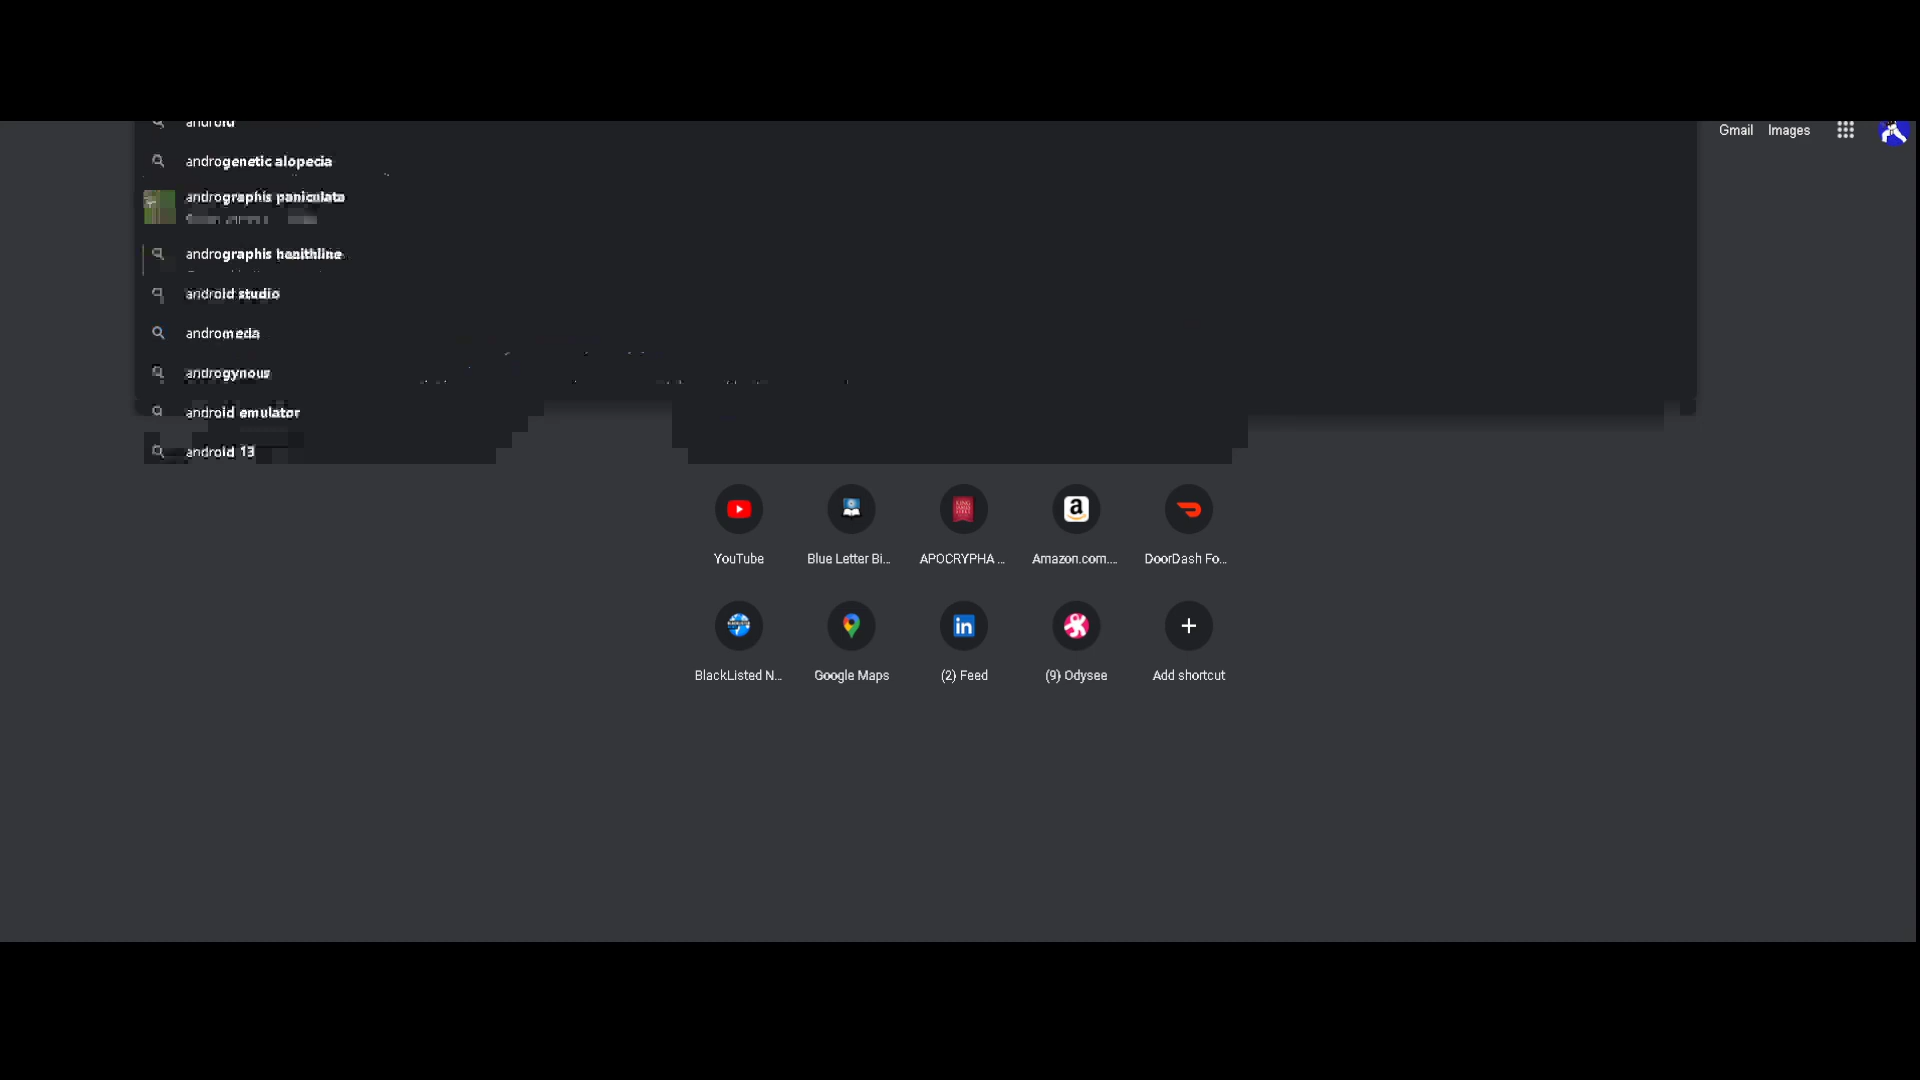 android
Gmail Images
androgenetic alopecia
andrographis paniculata
andrographis
android studio
andromeda
androgynous
android emulator
android 13
YouTube
Blue Letter Bi...
APOCRYPHA ...
Amazon.com....
DoorDash Fo...
BlackListed N...
Google Maps
(2) Feed
(9) Odysee
Add shortcut